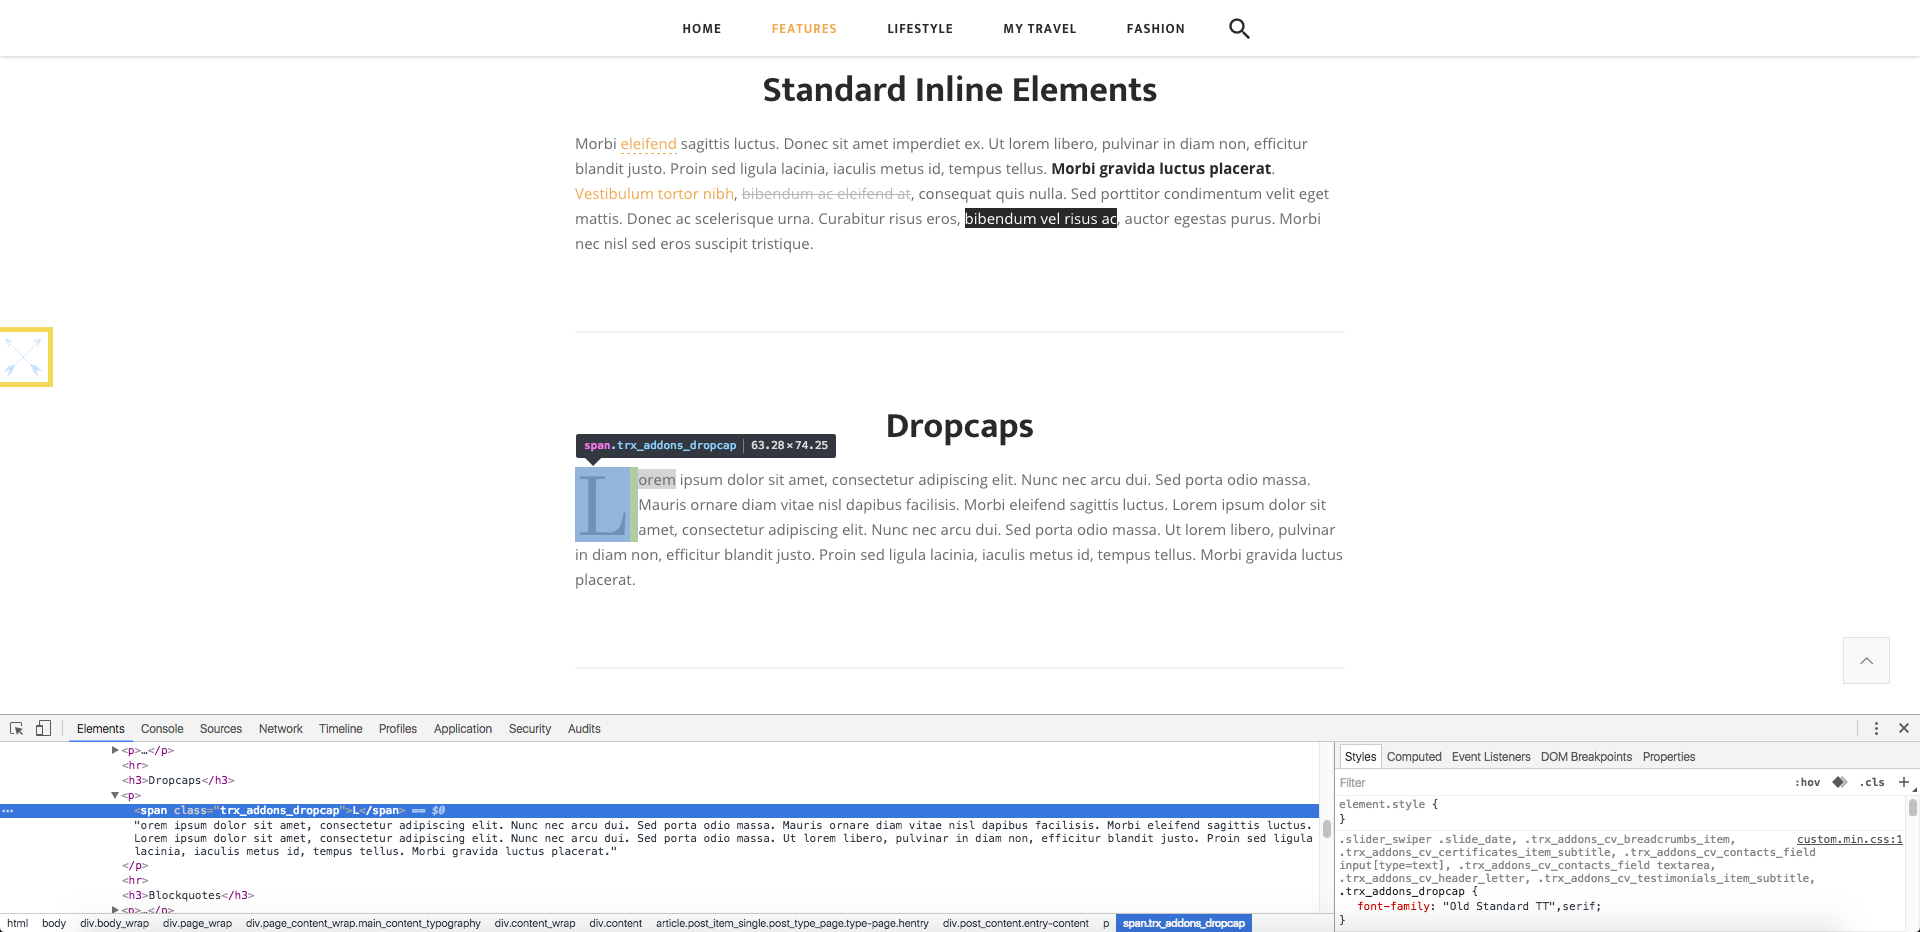 HOME FEATURES LIFESTYLE MY TRAVEL FASHION
Standard Inline Elements
Morbi eleifend sagittis luctus. Donec sit amet imperdiet ex. Ut lorem libero, pulvinar in diam non, efficitur
blandit justo. Proin sed ligula lacinia, iaculis metus id, tempus tellus. Morbi gravida luctus placerat.
Vestibulum tortor nibh, bibendum ac eleifend at, consequat quis nulla. Sed porttitor condimentum velit eget
mattis. Donec ac scelerisque urna. Curabitur risus eros, bibendum vel risus ac, auctor egestas purus. Morbi
nec nisl sed eros suscipit tristique.
Dropcaps
span.trx_addons_dropcap | 63.28×74.25
Lorem ipsum dolor sit amet, consectetur adipiscing elit. Nunc nec arcu dui. Sed porta odio massa.
Mauris ornare diam vitae nisl dapibus facilisis. Morbi eleifend sagittis luctus. Lorem ipsum dolor sit
amet, consectetur adipiscing elit. Nunc nec arcu dui. Sed porta odio massa. Ut lorem libero, pulvinar
in diam non, efficitur blandit justo. Proin sed ligula lacinia, iaculis metus id, tempus tellus. Morbi gravida luctus
placerat.
Elements Console Sources Network Timeline Profiles Application Security Audits
<p>…</p>
<hr>
<h3>Dropcaps</h3>
<p>
<span class="trx_addons_dropcap">L</span> == $0
"orem ipsum dolor sit amet, consectetur adipiscing elit. Nunc nec arcu dui. Sed porta odio massa. Mauris ornare diam vitae nisl dapibus facilisis. Morbi eleifend sagittis luctus.
Lorem ipsum dolor sit amet, consectetur adipiscing elit. Nunc nec arcu dui. Sed porta odio massa. Ut lorem libero, pulvinar in diam non, efficitur blandit justo. Proin sed ligula
lacinia, iaculis metus id, tempus tellus. Morbi gravida luctus placerat."
</p>
<hr>
<h3>Blockquotes</h3>
<p>…</p>
html body div.body_wrap div.page_wrap div.page_content_wrap.main_content_typography div.content_wrap div.content article.post_item_single.post_type_page.type-page.hentry div.post_content.entry-content p span.trx_addons_dropcap
Styles Computed Event Listeners DOM Breakpoints Properties
Filter :hov .cls +
element.style {
}
.slider_swiper .slide_date, .trx_addons_cv_breadcrumbs_item, custom.min.css:1
.trx_addons_cv_certificates_item_subtitle, .trx_addons_cv_contacts_field
input[type=text], .trx_addons_cv_contacts_field textarea,
.trx_addons_cv_header_letter, .trx_addons_cv_testimonials_item_subtitle,
.trx_addons_dropcap {
font-family: "Old Standard TT",serif;
}